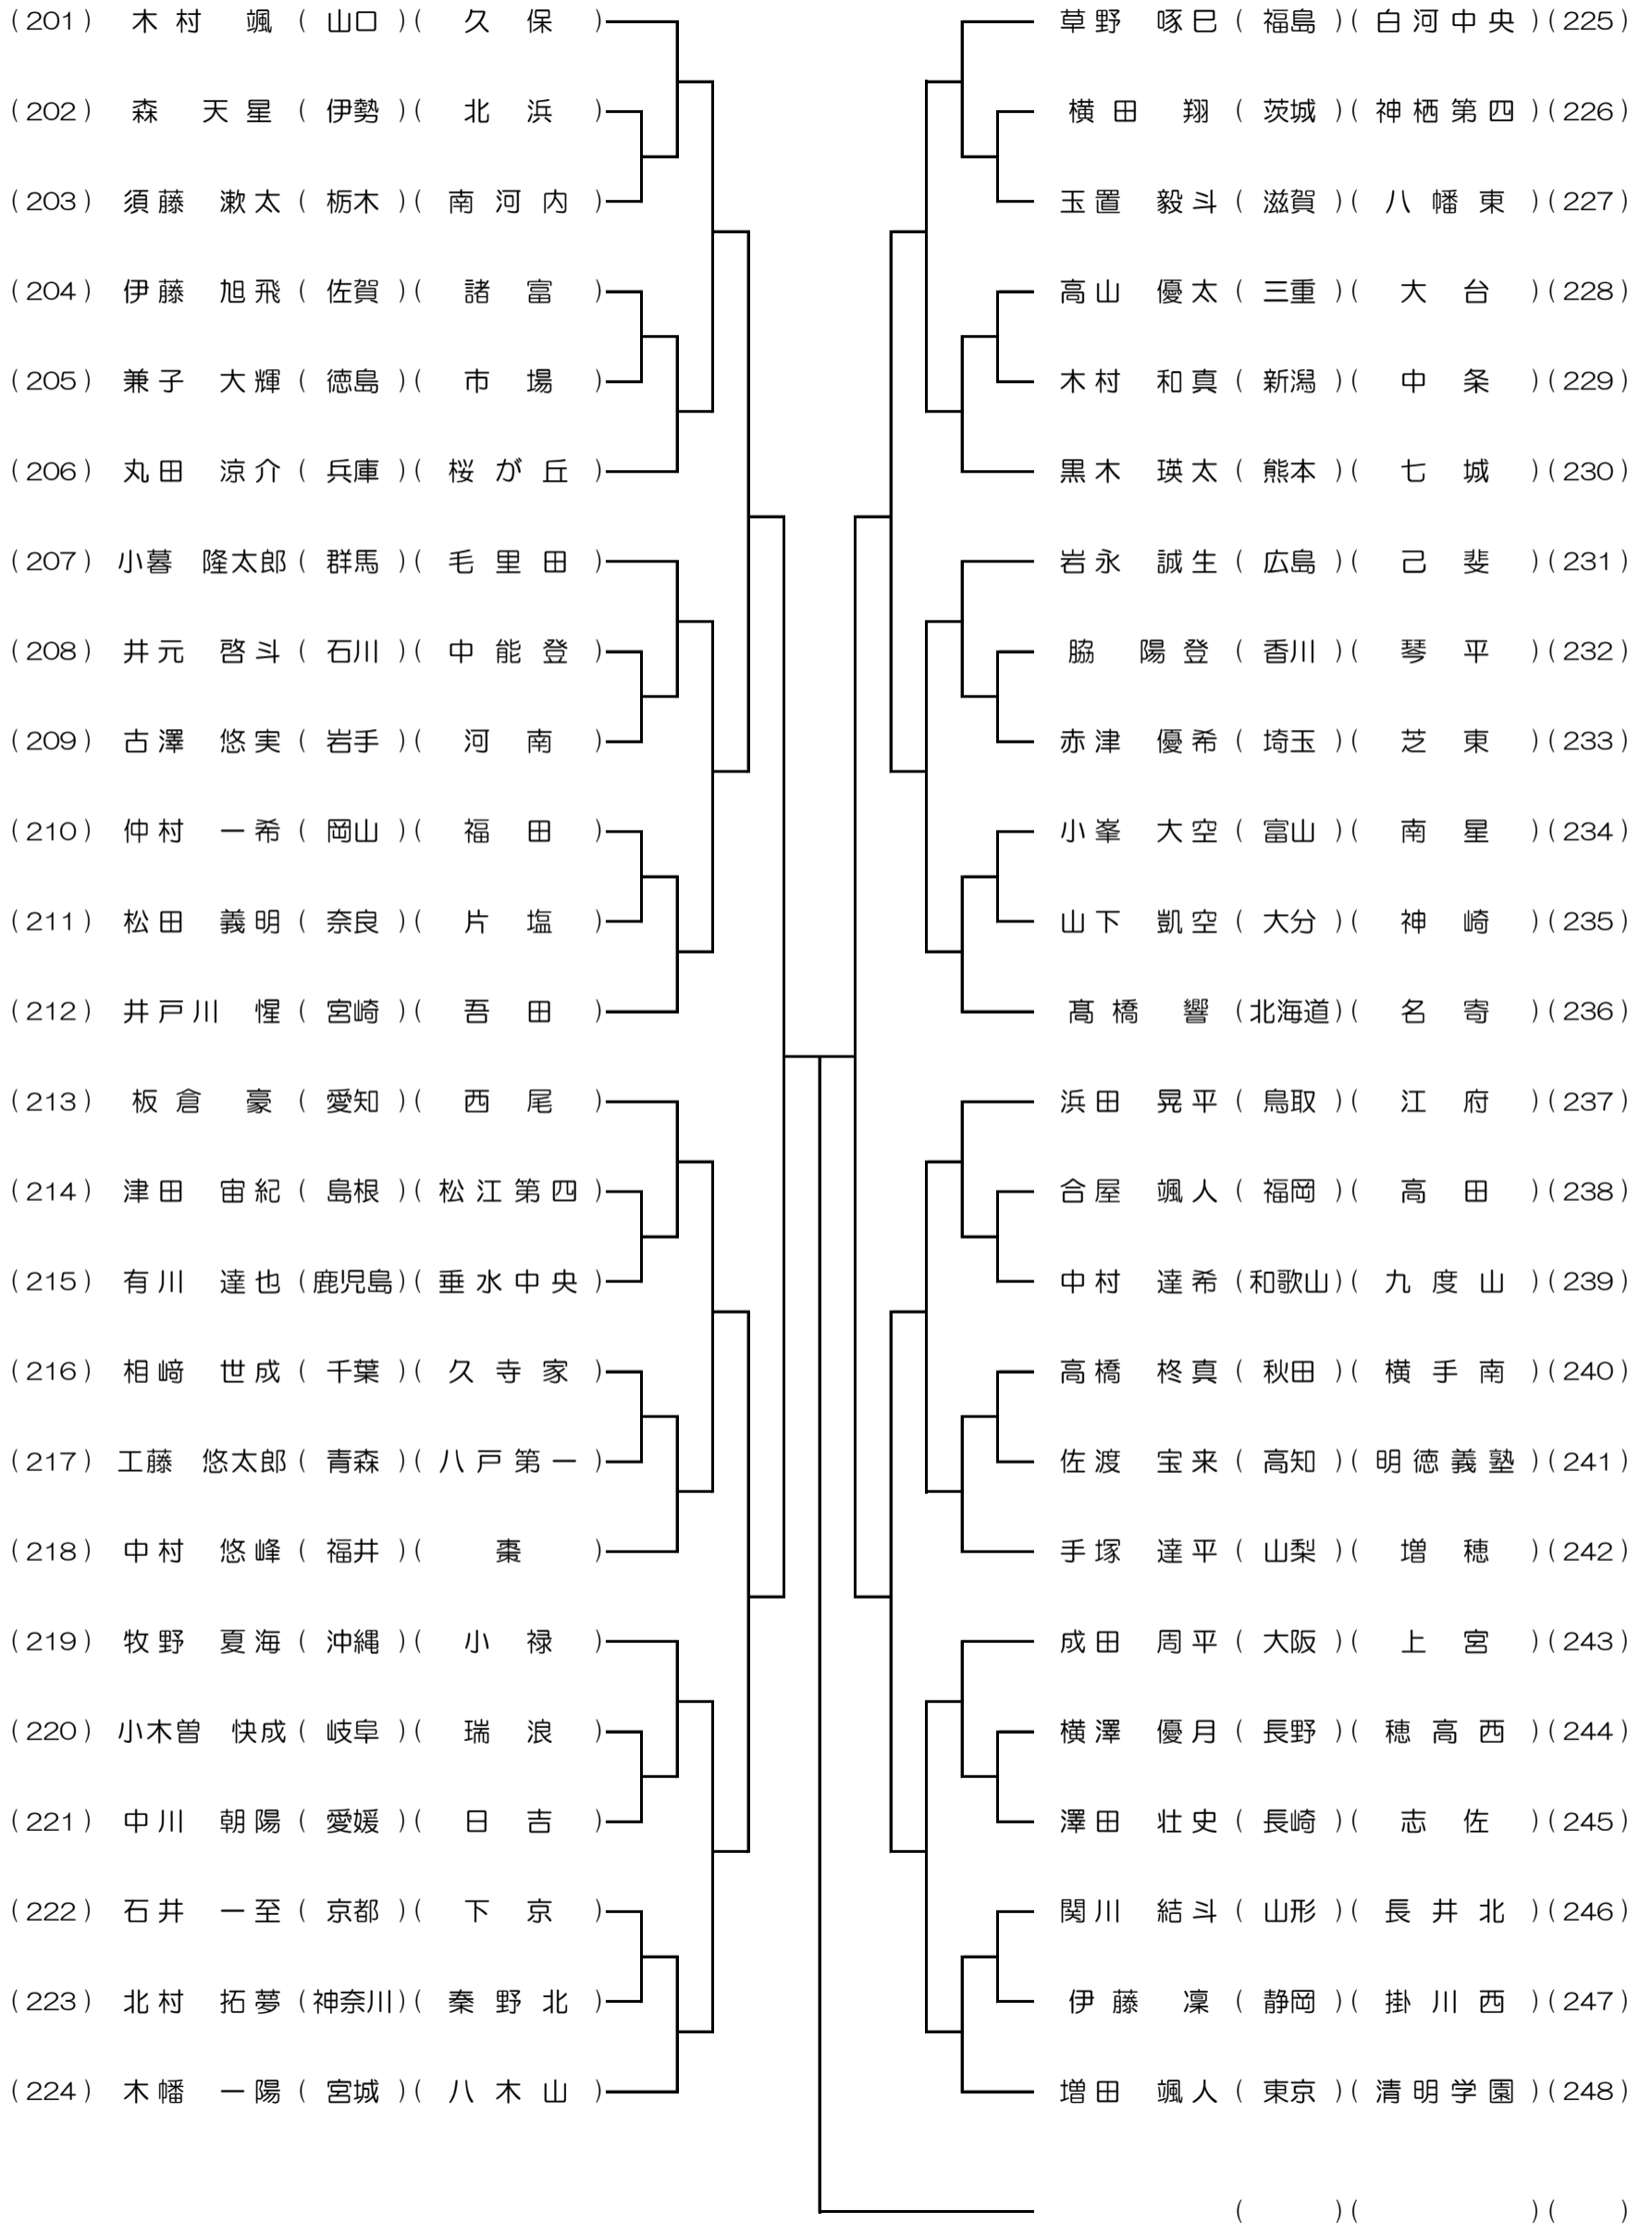 (201) 木村 颯 (山口)(久保)
(202) 森 天星 (伊勢)(北浜)
(203) 須藤 漱太 (栃木)(南河内)
(204) 伊藤 旭飛 (佐賀)(諸富)
(205) 兼子 大輝 (徳島)(市場)
(206) 丸田 涼介 (兵庫)(桜が丘)
(207) 小暮 隆太郎 (群馬)(毛里田)
(208) 井元 啓斗 (石川)(中能登)
(209) 古澤 悠実 (岩手)(河南)
(210) 仲村 一希 (岡山)(福田)
(211) 松田 義明 (奈良)(片塩)
(212) 井戸川 惺 (宮崎)(吾田)
(213) 板倉 豪 (愛知)(西尾)
(214) 津田 宙紀 (島根)(松江第四)
(215) 有川 達也 (鹿児島)(垂水中央)
(216) 相﨑 世成 (千葉)(久寺家)
(217) 工藤 悠太郎 (青森)(八戸第一)
(218) 中村 悠峰 (福井)(棗)
(219) 牧野 夏海 (沖縄)(小禄)
(220) 小木曽 快成 (岐阜)(瑞浪)
(221) 中川 朝陽 (愛媛)(日吉)
(222) 石井 一至 (京都)(下京)
(223) 北村 拓夢 (神奈川)(秦野北)
(224) 木幡 一陽 (宮城)(八木山)
草野 啄巳 (福島)(白河中央)(225)
横田 翔 (茨城)(神栖第四)(226)
玉置 毅斗 (滋賀)(八幡東)(227)
高山 優太 (三重)(大台)(228)
木村 和真 (新潟)(中条)(229)
黒木 瑛太 (熊本)(七城)(230)
岩永 誠生 (広島)(己斐)(231)
脇 陽登 (香川)(琴平)(232)
赤津 優希 (埼玉)(芝東)(233)
小峯 大空 (富山)(南星)(234)
山下 凱空 (大分)(神崎)(235)
髙橋 響 (北海道)(名寄)(236)
浜田 晃平 (鳥取)(江府)(237)
合屋 颯人 (福岡)(高田)(238)
中村 達希 (和歌山)(九度山)(239)
高橋 柊真 (秋田)(横手南)(240)
佐渡 宝来 (高知)(明徳義塾)(241)
手塚 達平 (山梨)(増穂)(242)
成田 周平 (大阪)(上宮)(243)
横澤 優月 (長野)(穂高西)(244)
澤田 壮史 (長崎)(志佐)(245)
関川 結斗 (山形)(長井北)(246)
伊藤 凜 (静岡)(掛川西)(247)
増田 颯人 (東京)(清明学園)(248)
( )( )( )